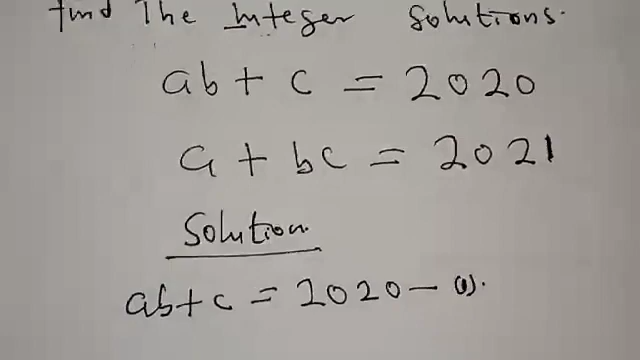 find The Integer Solutions.
ab + c = 2020
a + bc = 2021
Solution
ab+c = 2020 — (1).